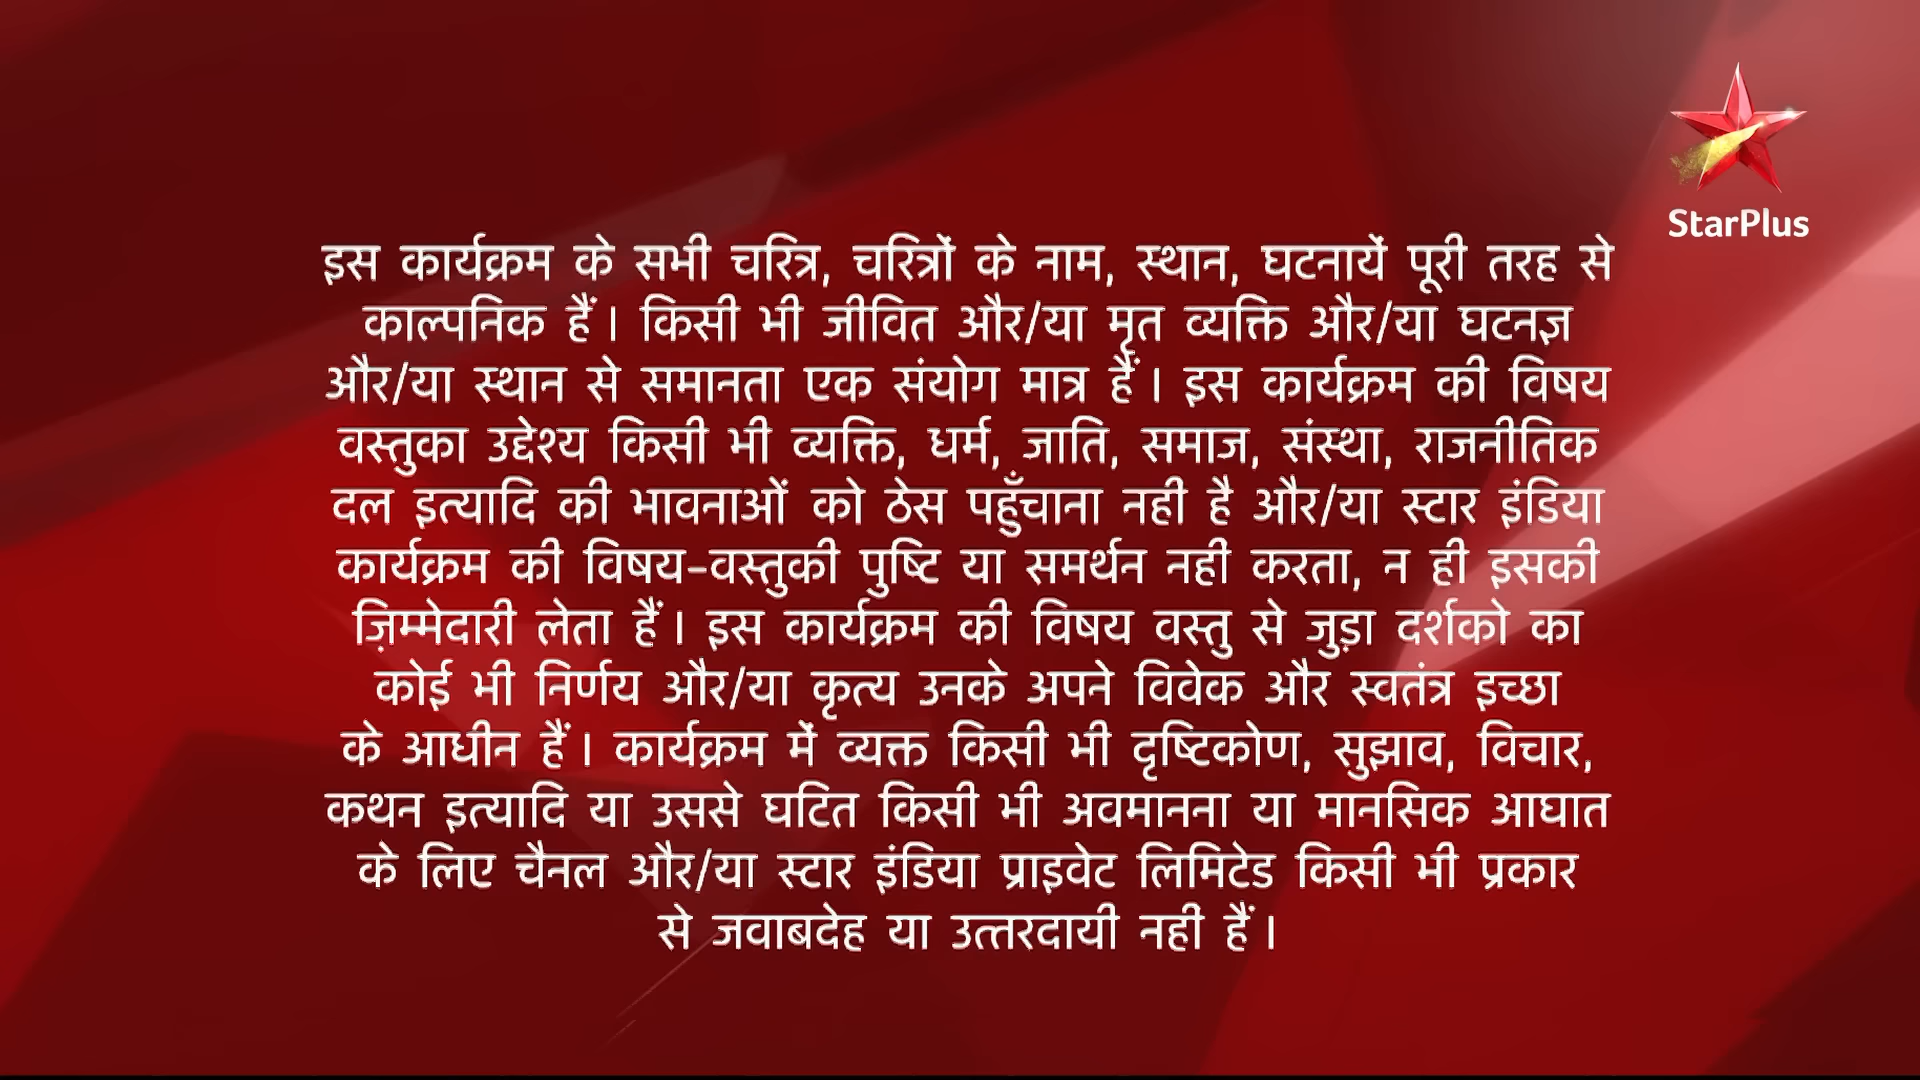 StarPlus
इस कार्यक्रम के सभी चरित्र, चरित्रों के नाम, स्थान, घटनायें पूरी तरह से
काल्पनिक हैं। किसी भी जीवित और/या मृत व्यक्ति और/या घटनज्ञ
और/या स्थान से समानता एक संयोग मात्र हैं। इस कार्यक्रम की विषय
वस्तुका उद्देश्य किसी भी व्यक्ति, धर्म, जाति, समाज, संस्था, राजनीतिक
दल इत्यादि की भावनाओं को ठेस पहुँचाना नही है और/या स्टार इंडिया
कार्यक्रम की विषय-वस्तुकी पुष्टि या समर्थन नही करता, न ही इसकी
ज़िम्मेदारी लेता हैं। इस कार्यक्रम की विषय वस्तु से जुड़ा दर्शको का
कोई भी निर्णय और/या कृत्य उनके अपने विवेक और स्वतंत्र इच्छा
के आधीन हैं। कार्यक्रम में व्यक्त किसी भी दृष्टिकोण, सुझाव, विचार,
कथन इत्यादि या उससे घटित किसी भी अवमानना या मानसिक आघात
के लिए चैनल और/या स्टार इंडिया प्राइवेट लिमिटेड किसी भी प्रकार
से जवाबदेह या उत्तरदायी नही हैं।